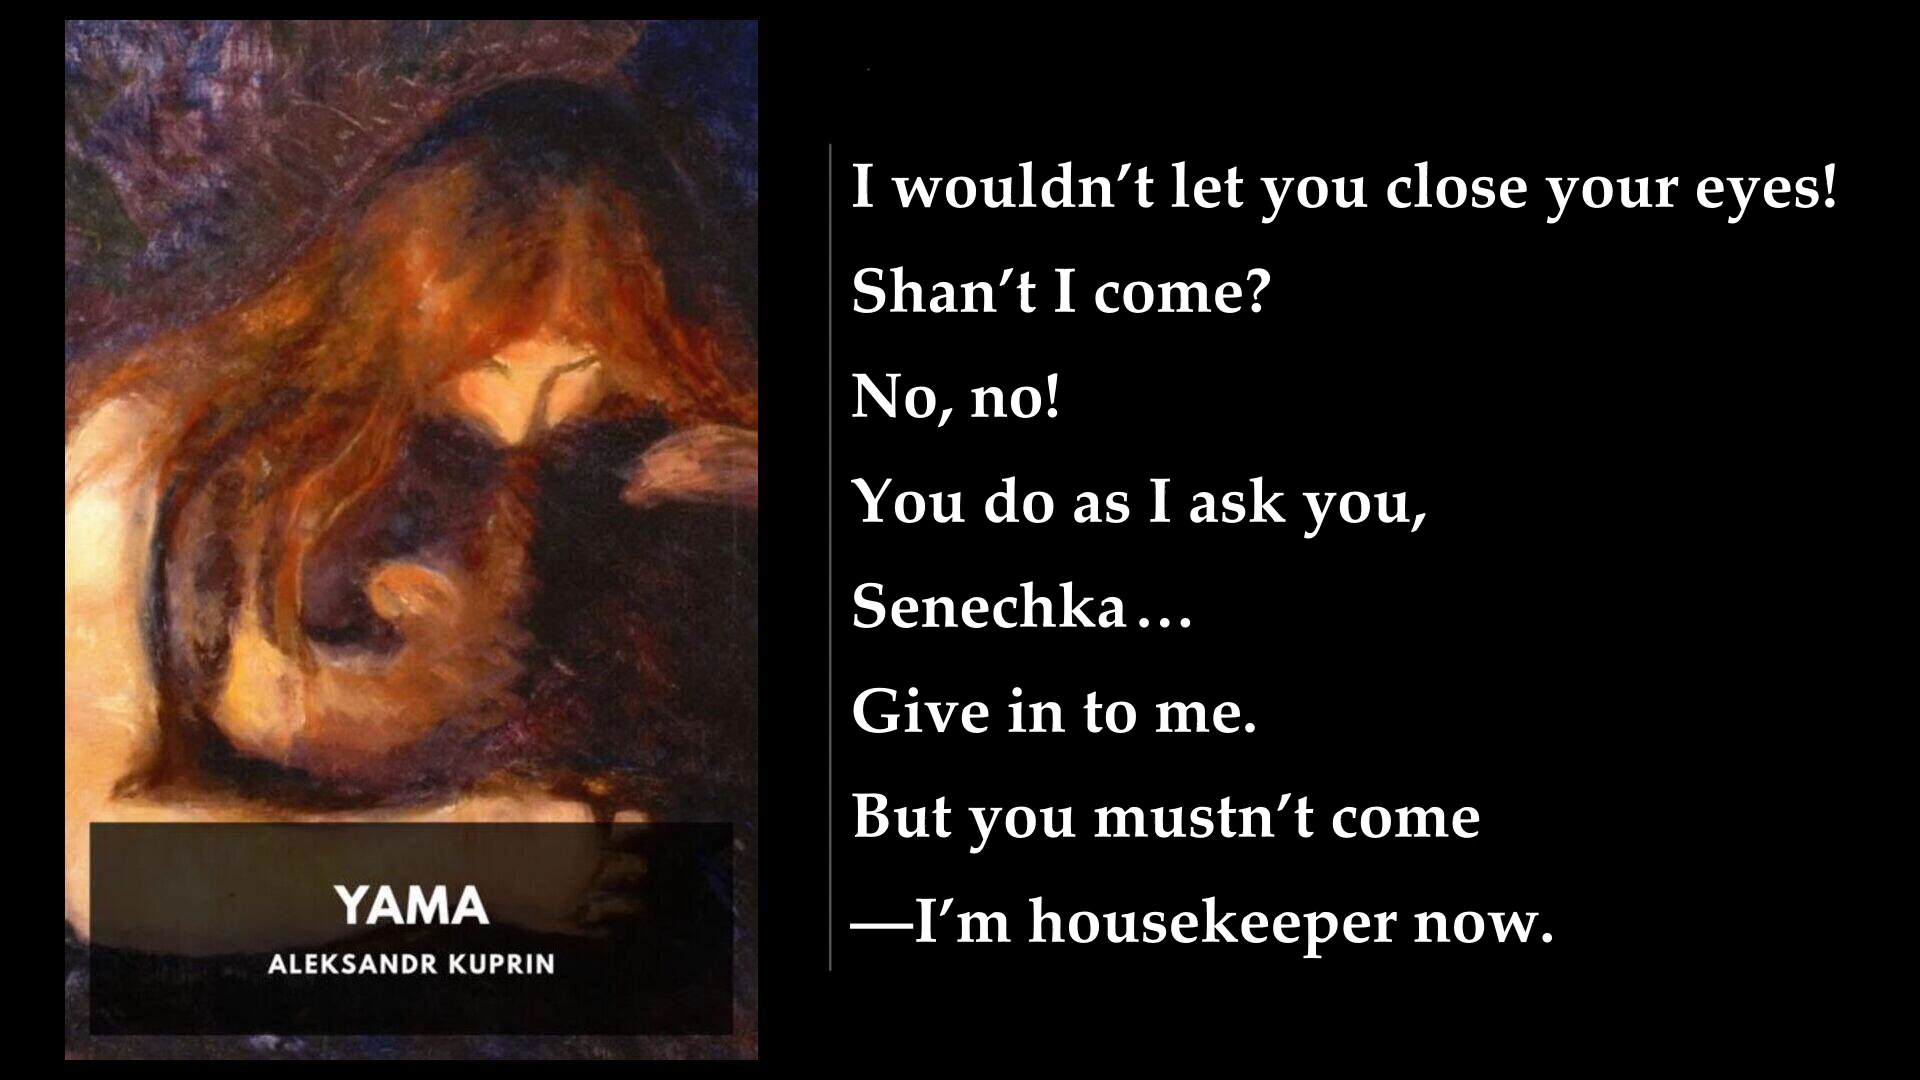 YAMA
ALEKSANDR KUPRIN
I wouldn’t let you close your eyes!
Shan’t I come?
No, no!
You do as I ask you,
Senechka…
Give in to me.
But you mustn’t come
—I’m housekeeper now.